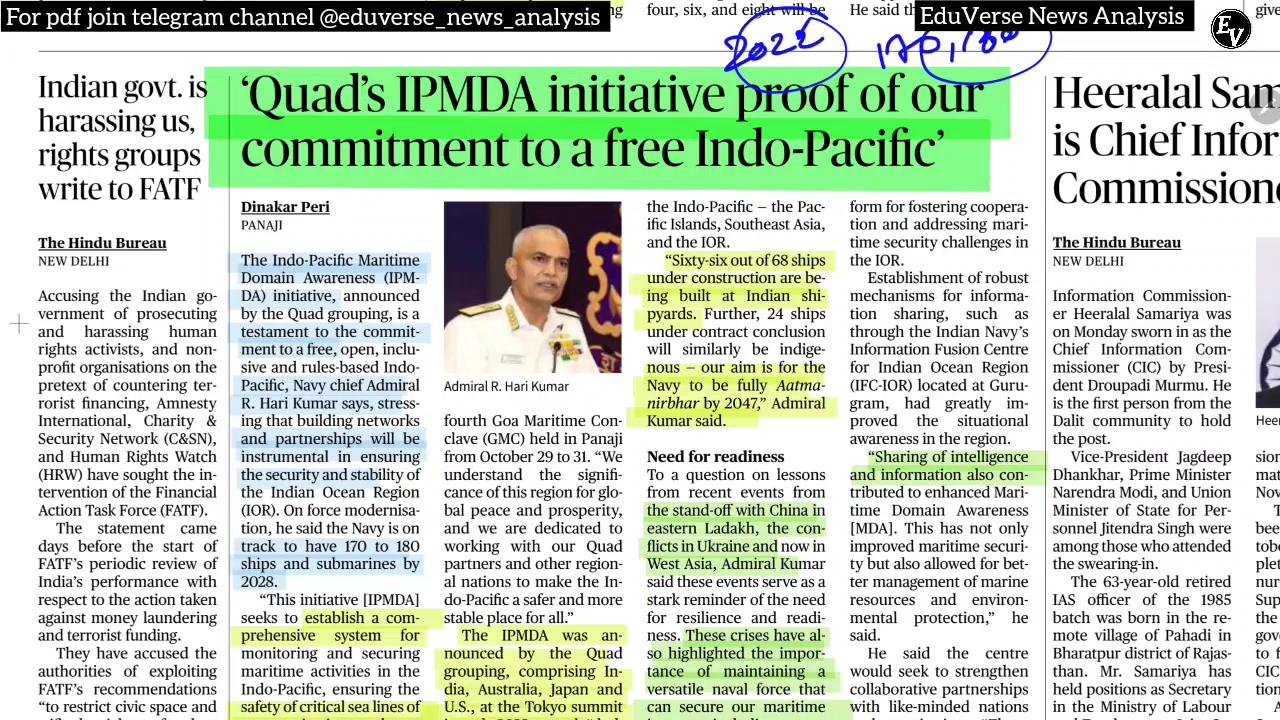 For pdf join telegram channel @eduverse_news_analysis
four, six, and eight will be
EduVerse News Analysis
EV
2022
Indian govt. is
harassing us,
rights groups
write to FATF
The Hindu Bureau
NEW DELHI
Accusing the Indian go-
vernment of prosecuting
and harassing human
rights activists, and non-
profit organisations on the
pretext of countering ter-
rorist financing, Amnesty
International, Charity &
Security Network (C&SN),
and Human Rights Watch
(HRW) have sought the in-
tervention of the Financial
Action Task Force (FATF).
The statement came
days before the start of
FATF's periodic review of
India's performance with
respect to the action taken
against money laundering
and terrorist funding.
They have accused the
authorities of exploiting
FATF's recommendations
“to restrict civic space and
‘Quad's IPMDA initiative proof of our
commitment to a free Indo-Pacific’
Dinakar Peri
PANAJI
The Indo-Pacific Maritime
Domain Awareness (IPM-
DA) initiative, announced
by the Quad grouping, is a
testament to the commit-
ment to a free, open, inclu-
sive and rules-based Indo-
Pacific, Navy chief Admiral
R. Hari Kumar says, stress-
ing that building networks
and partnerships will be
instrumental in ensuring
the security and stability of
the Indian Ocean Region
(IOR). On force modernisa-
tion, he said the Navy is on
track to have 170 to 180
ships and submarines by
2028.
“This initiative [IPMDA]
seeks to establish a com-
prehensive system for
monitoring and securing
maritime activities in the
Indo-Pacific, ensuring the
safety of critical sea lines of
Admiral R. Hari Kumar
fourth Goa Maritime Con-
clave (GMC) held in Panaji
from October 29 to 31. “We
understand the signifi-
cance of this region for glo-
bal peace and prosperity,
and we are dedicated to
working with our Quad
partners and other region-
al nations to make the In-
do-Pacific a safer and more
stable place for all.”
The IPMDA was an-
nounced by the Quad
grouping, comprising In-
dia, Australia, Japan and
U.S., at the Tokyo summit
the Indo-Pacific – the Pac-
ific Islands, Southeast Asia,
and the IOR.
“Sixty-six out of 68 ships
under construction are be-
ing built at Indian shi-
pyards. Further, 24 ships
under contract conclusion
will similarly be indige-
nous – our aim is for the
Navy to be fully Aatma-
nirbhar by 2047,” Admiral
Kumar said.
Need for readiness
To a question on lessons
from recent events from
the stand-off with China in
eastern Ladakh, the con-
flicts in Ukraine and now in
West Asia, Admiral Kumar
said these events serve as a
stark reminder of the need
for resilience and readi-
ness. These crises have al-
so highlighted the impor-
tance of maintaining a
versatile naval force that
can secure our maritime
form for fostering coopera-
tion and addressing mari-
time security challenges in
the IOR.
Establishment of robust
mechanisms for informa-
tion sharing, such as
through the Indian Navy's
Information Fusion Centre
for Indian Ocean Region
(IFC-IOR) located at Guru-
gram, had greatly im-
proved the situational
awareness in the region.
“Sharing of intelligence
and information also con-
tributed to enhanced Mari-
time Domain Awareness
[MDA]. This has not only
improved maritime securi-
ty but also allowed for bet-
ter management of marine
resources and environ-
mental protection,” he
said.
He said the centre
would seek to strengthen
collaborative partnerships
with like-minded nations
Heeralal Sam
is Chief Infor
Commissione
The Hindu Bureau
NEW DELHI
Information Commission-
er Heeralal Samariya was
on Monday sworn in as the
Chief Information Com-
missioner (CIC) by Presi-
dent Droupadi Murmu. He
is the first person from the
Dalit community to hold
the post.
Vice-President Jagdeep
Dhankhar, Prime Minister
Narendra Modi, and Union
Minister of State for Per-
sonnel Jitendra Singh were
among those who attended
the swearing-in.
The 63-year-old retired
IAS officer of the 1985
batch was born in the re-
mote village of Pahadi in
Bharatpur district of Rajas-
than. Mr. Samariya has
held positions as Secretary
in the Ministry of Labour